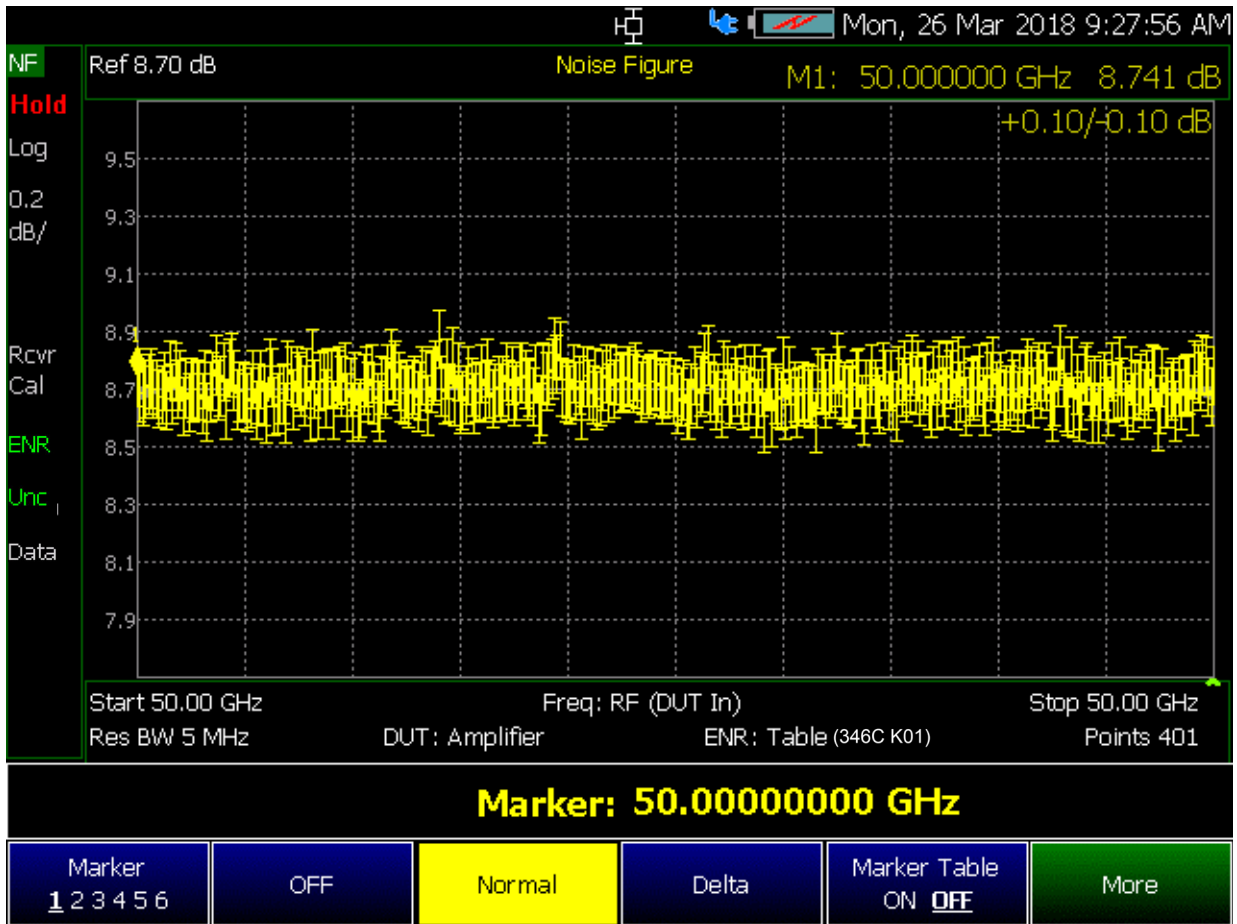 Mon, 26 Mar 2018 9:27:56 AM
NF
Ref 8.70 dB
Noise Figure
M1: 50.000000 GHz 8.741 dB
Hold
+0.10/-0.10 dB
Log
0.2
dB/
Rcvr
Cal
ENR
Unc
Data
9.5
9.3
9.1
8.9
8.7
8.5
8.3
8.1
7.9
Start 50.00 GHz
Freq: RF (DUT In)
Stop 50.00 GHz
Res BW 5 MHz
DUT: Amplifier
ENR: Table (346C K01)
Points 401
Marker: 50.00000000 GHz
Marker
1 2 3 4 5 6
OFF
Normal
Delta
Marker Table
ON OFF
More